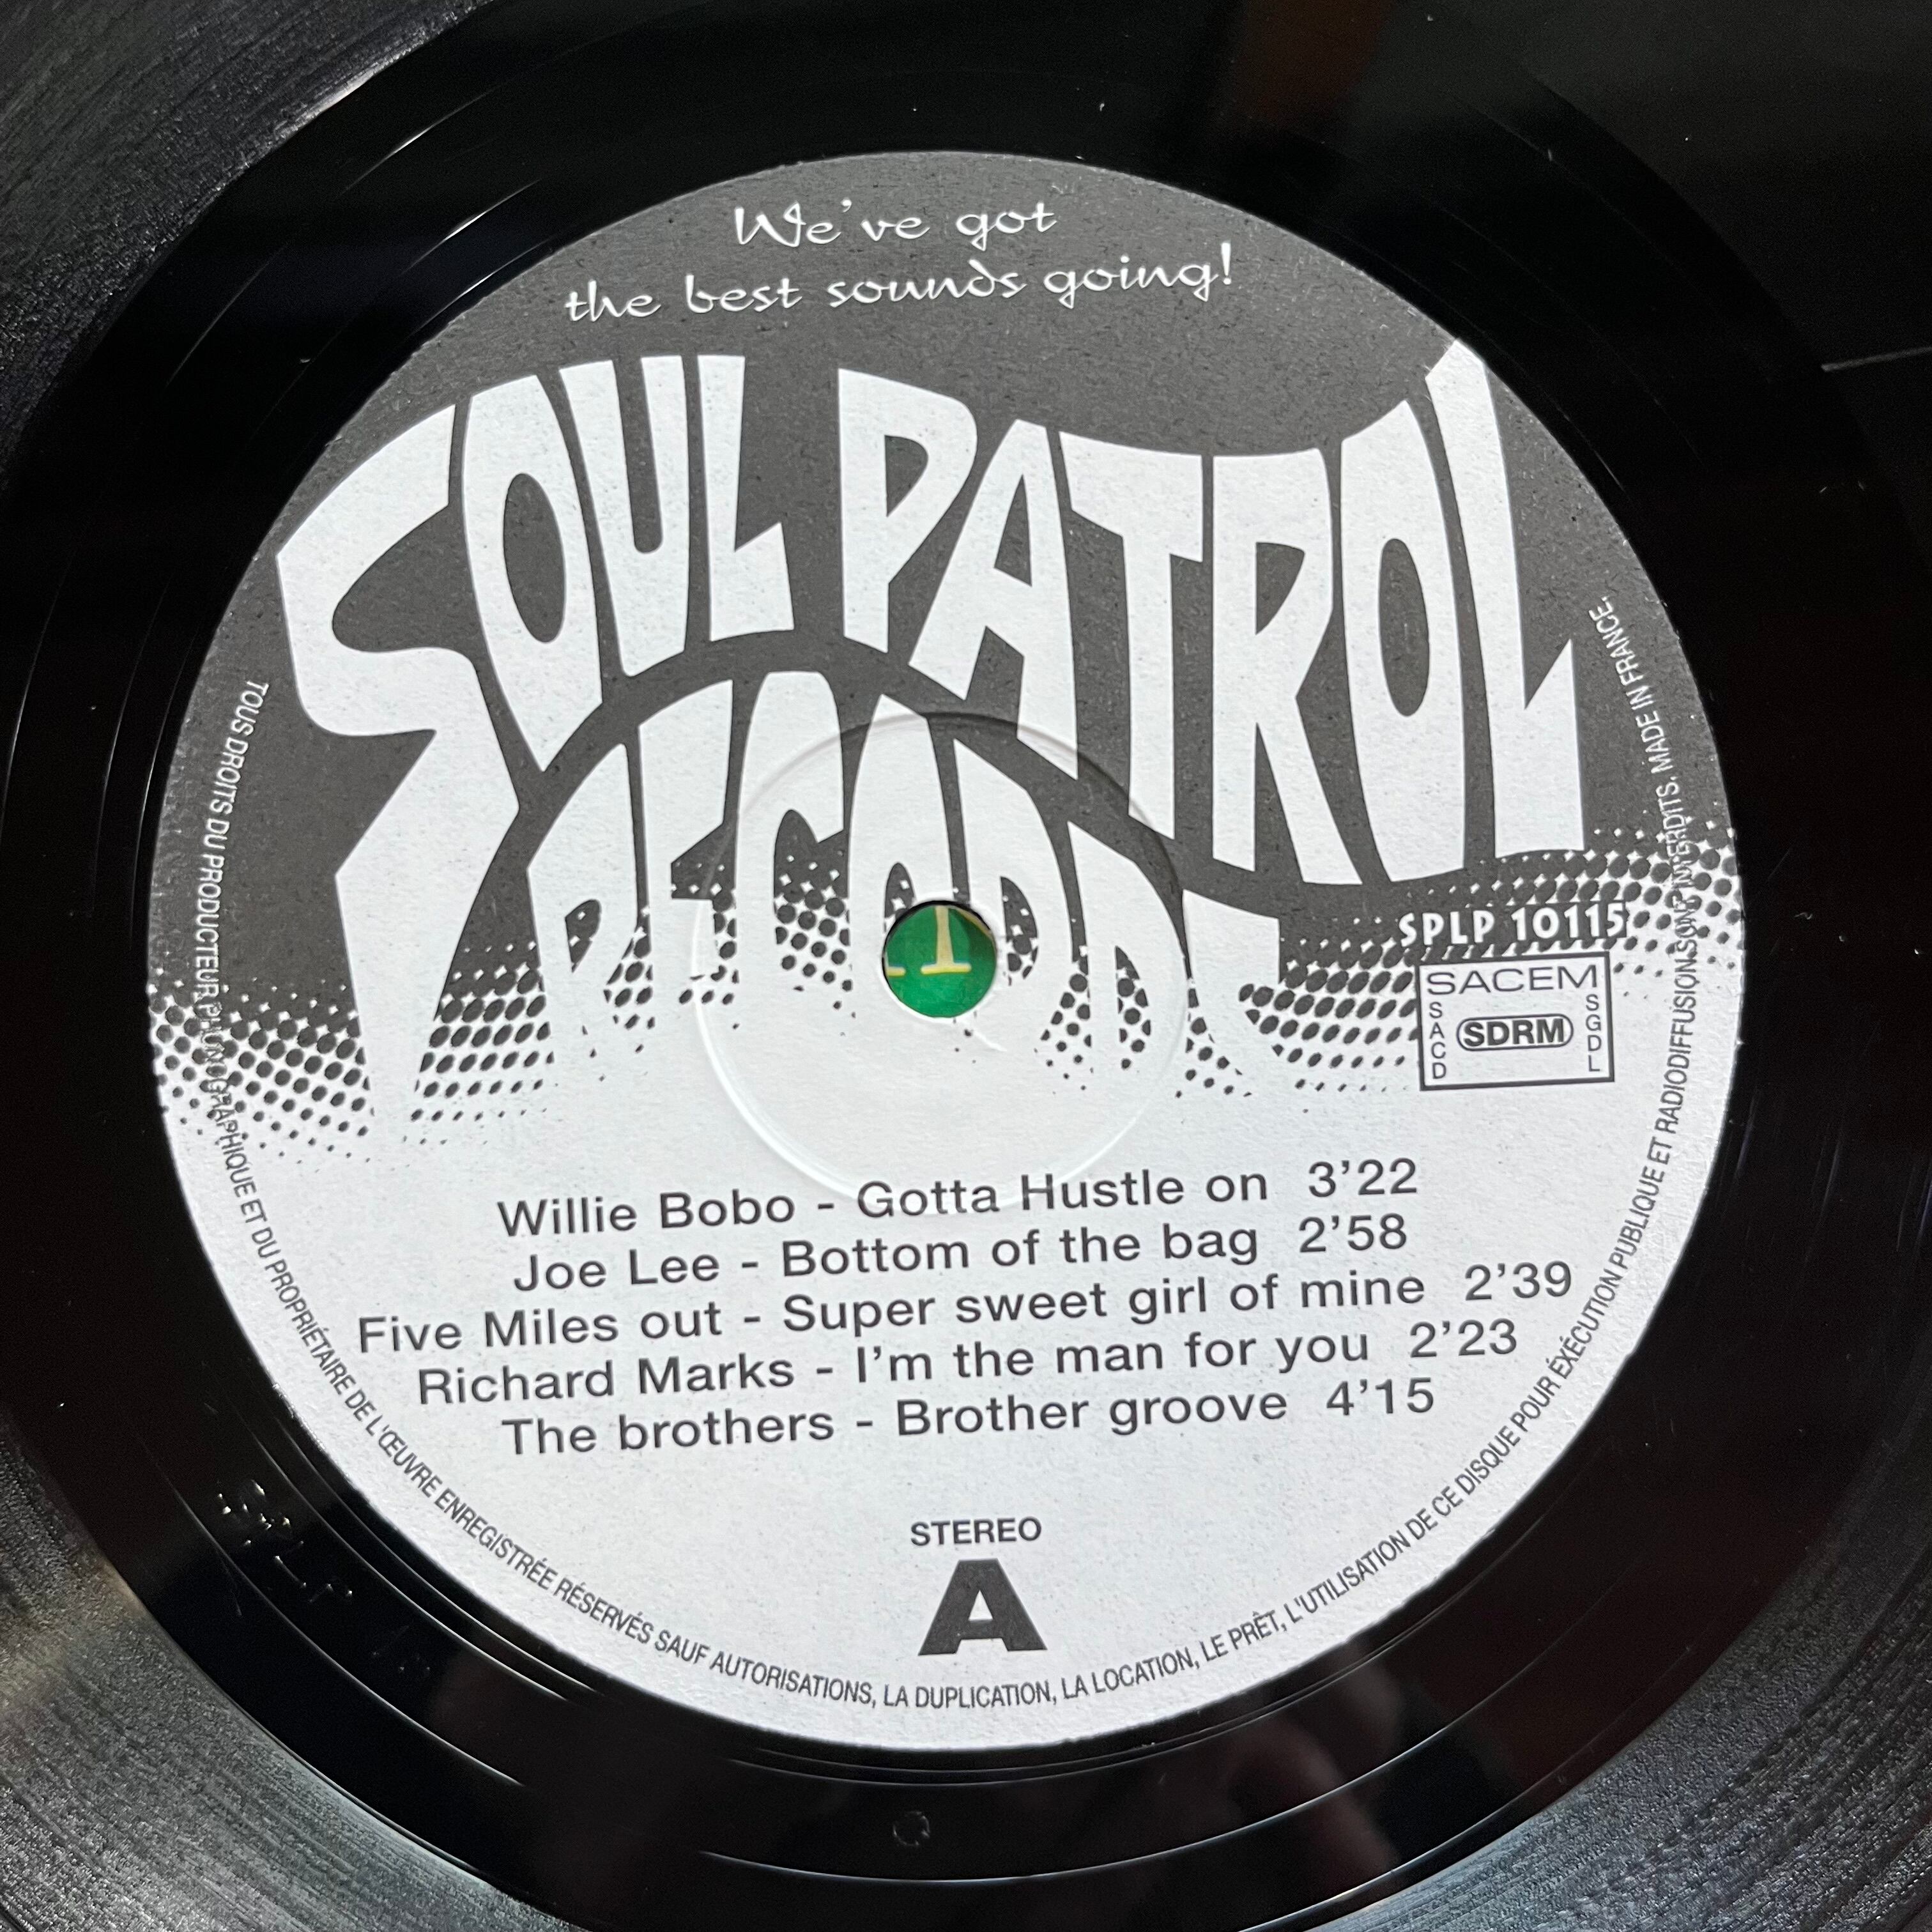 We've got
the best sounds going!
SOUL PATROL
RECORDS
SPLP 10115
SACEM
SACD
SDRM
SGDL
Willie Bobo - Gotta Hustle on 3'22
Joe Lee - Bottom of the bag 2'58
Five Miles out - Super sweet girl of mine 2'39
Richard Marks - I'm the man for you 2'23
The brothers - Brother groove 4'15
STEREO
A
TOUS DROITS DU PRODUCTEUR PHONOGRAPHIQUE ET DU PROPRIÉTAIRE DE L'ŒUVRE ENREGISTRÉE RÉSERVÉS SAUF AUTORISATIONS, LA DUPLICATION, LA LOCATION, LE PRÊT, L'UTILISATION DE CE DISQUE POUR ÉXÉCUTION PUBLIQUE ET RADIODIFFUSION SONT INTERDITS. MADE IN FRANCE.